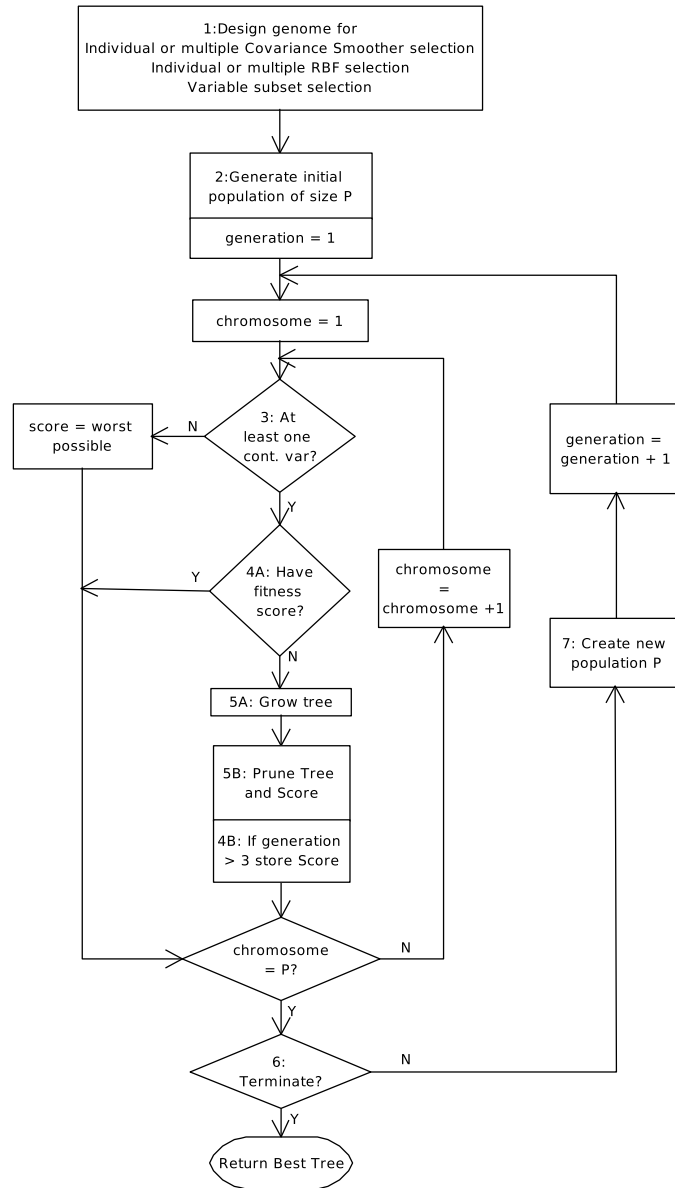 1:Design genome for
Individual or multiple Covariance Smoother selection
Individual or multiple RBF selection
Variable subset selection
2:Generate initial
population of size P
generation = 1
chromosome = 1
3: At
least one
cont. var?
N
score = worst
possible
Y
generation =
generation + 1
4A: Have
fitness
score?
Y
N
chromosome
=
chromosome +1
7: Create new
population P
5A: Grow tree
5B: Prune Tree
and Score
4B: If generation
> 3 store Score
chromosome
= P?
N
Y
6:
Terminate?
N
Y
Return Best Tree